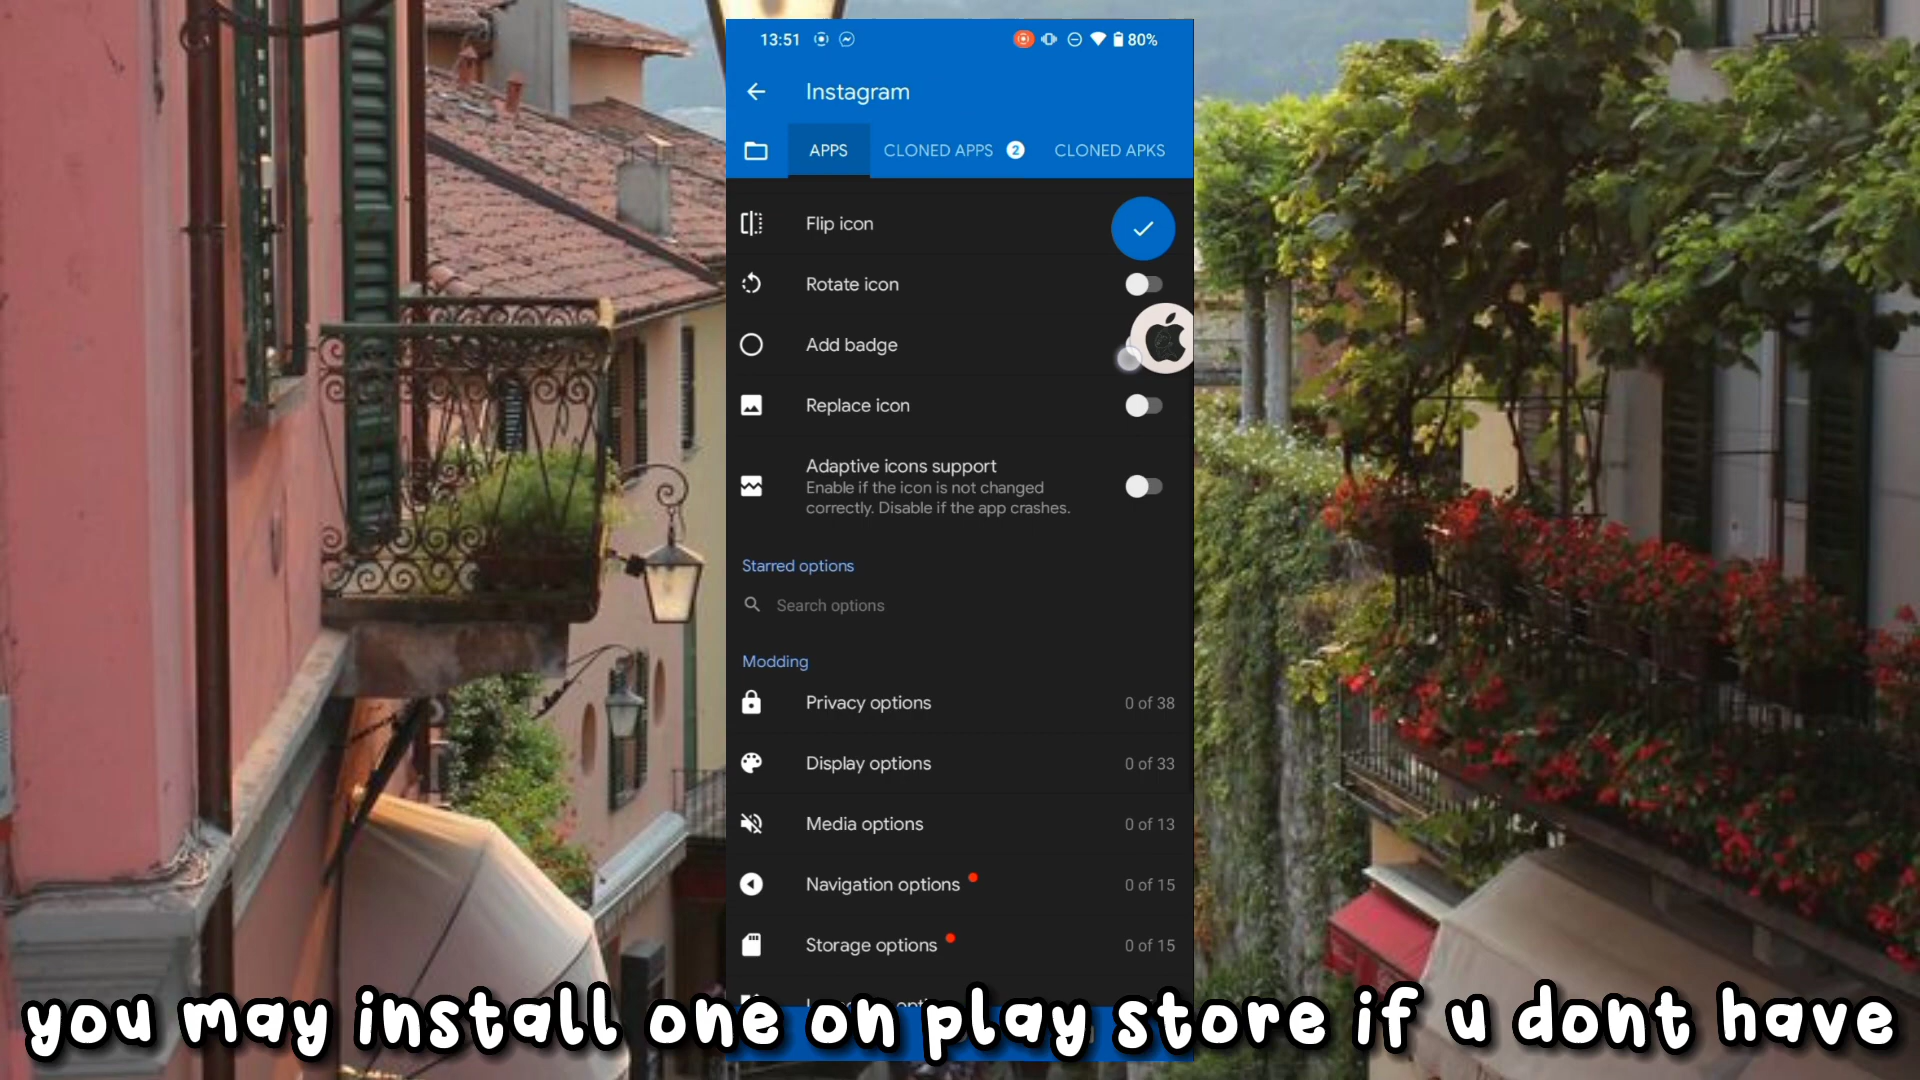 13:51
80%
Instagram
APPS
CLONED APPS 2
CLONED APKS
Flip icon
Rotate icon
Add badge
Replace icon
Adaptive icons support
Enable if the icon is not changed
correctly. Disable if the app crashes.
Starred options
Search options
Modding
Privacy options 0 of 38
Display options 0 of 33
Media options 0 of 13
Navigation options 0 of 15
Storage options 0 of 15
you may install one on play store if u dont have